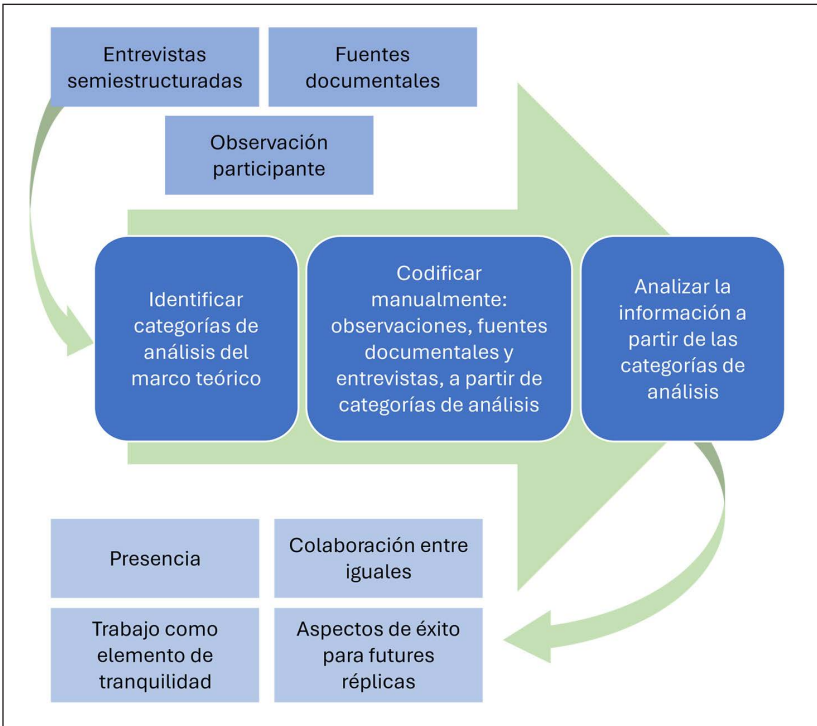 Entrevistas
semiestructuradas
Fuentes
documentales
Observación
participante
Identificar
categorías de
análisis del
marco teórico
Codificar
manualmente:
observaciones, fuentes
documentales y
entrevistas, a partir de
categorías de análisis
Analizar la
información a
partir de las
categorías de
análisis
Presencia
Colaboración entre
iguales
Trabajo como
elemento de
tranquilidad
Aspectos de éxito
para futures
réplicas